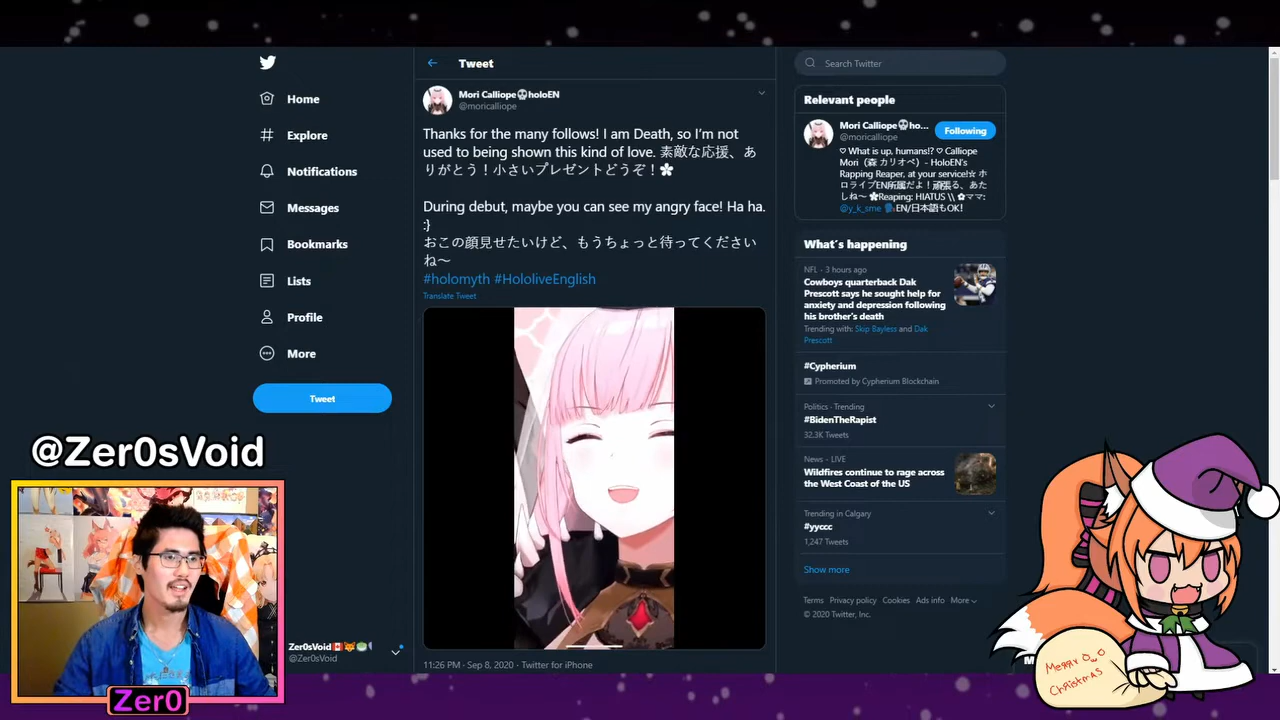 Home
Explore
Notifications
Messages
Bookmarks
Lists
Profile
More
Tweet
@Zer0sVoid
Zer0
Zer0sVoid
@Zer0sVoid
Tweet
Mori Calliope💀holoEN
@moricalliope
Thanks for the many follows! I am Death, so I'm not
used to being shown this kind of love. 素敵な応援、あ
りがとう！小さいプレゼントどうぞ！✿
During debut, maybe you can see my angry face! Ha ha.
:}
おこの顔見せたいけど、もうちょっと待ってください
ね～
#holomyth #HololiveEnglish
Translate Tweet
11:26 PM · Sep 8, 2020 · Twitter for iPhone
Search Twitter
Relevant people
Mori Calliope💀ho...
@moricalliope
Following
♡ What is up, humans!? ♡ Calliope
Mori（森 カリオペ）- HoloEN's
Rapping Reaper, at your service!☆ ホ
ロライブEN所属だよ！頑張る、あた
しね～ ✿Reaping: HIATUS \\ ✿ママ:
@y_k_sme 🗣EN/日本語もOK!
What's happening
NFL · 3 hours ago
Cowboys quarterback Dak
Prescott says he sought help for
anxiety and depression following
his brother's death
Trending with: Skip Bayless and Dak
Prescott
#Cypherium
Promoted by Cypherium Blockchain
Politics · Trending
#BidenTheRapist
32.3K Tweets
News · LIVE
Wildfires continue to rage across
the West Coast of the US
Trending in Calgary
#yyccc
1,247 Tweets
Show more
Terms Privacy policy Cookies Ads info More
© 2020 Twitter, Inc.
Merry OwO
Christmas